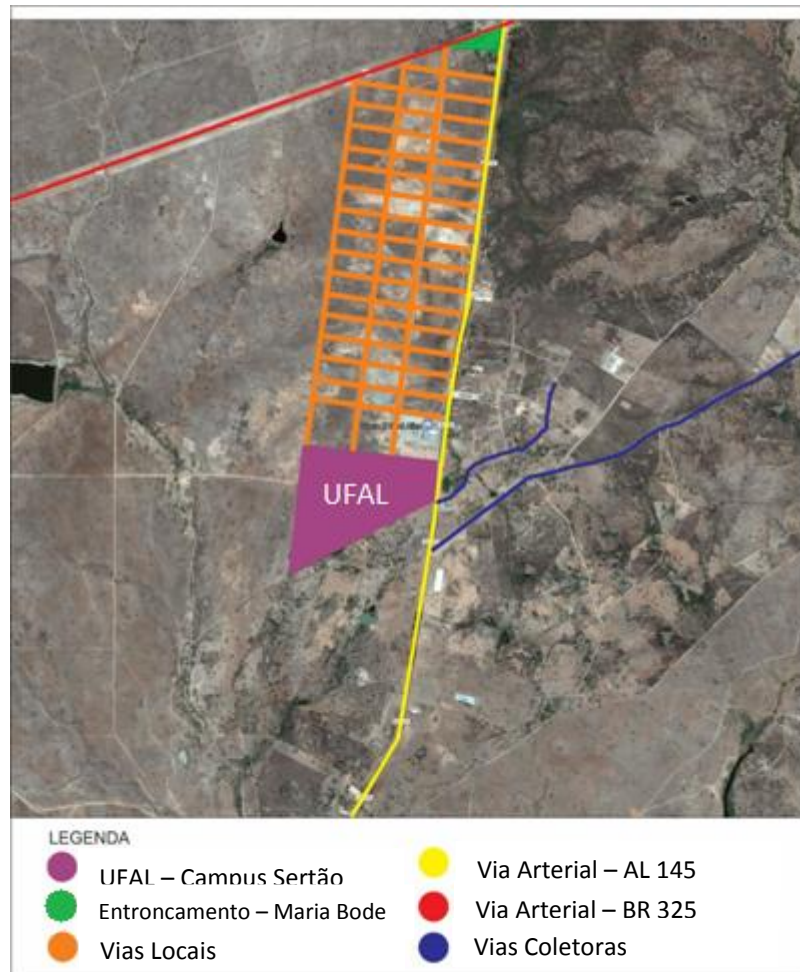 UFAL
LEGENDA
UFAL – Campus Sertão
Via Arterial – AL 145
Entroncamento – Maria Bode
Via Arterial – BR 325
Vias Locais
Vias Coletoras